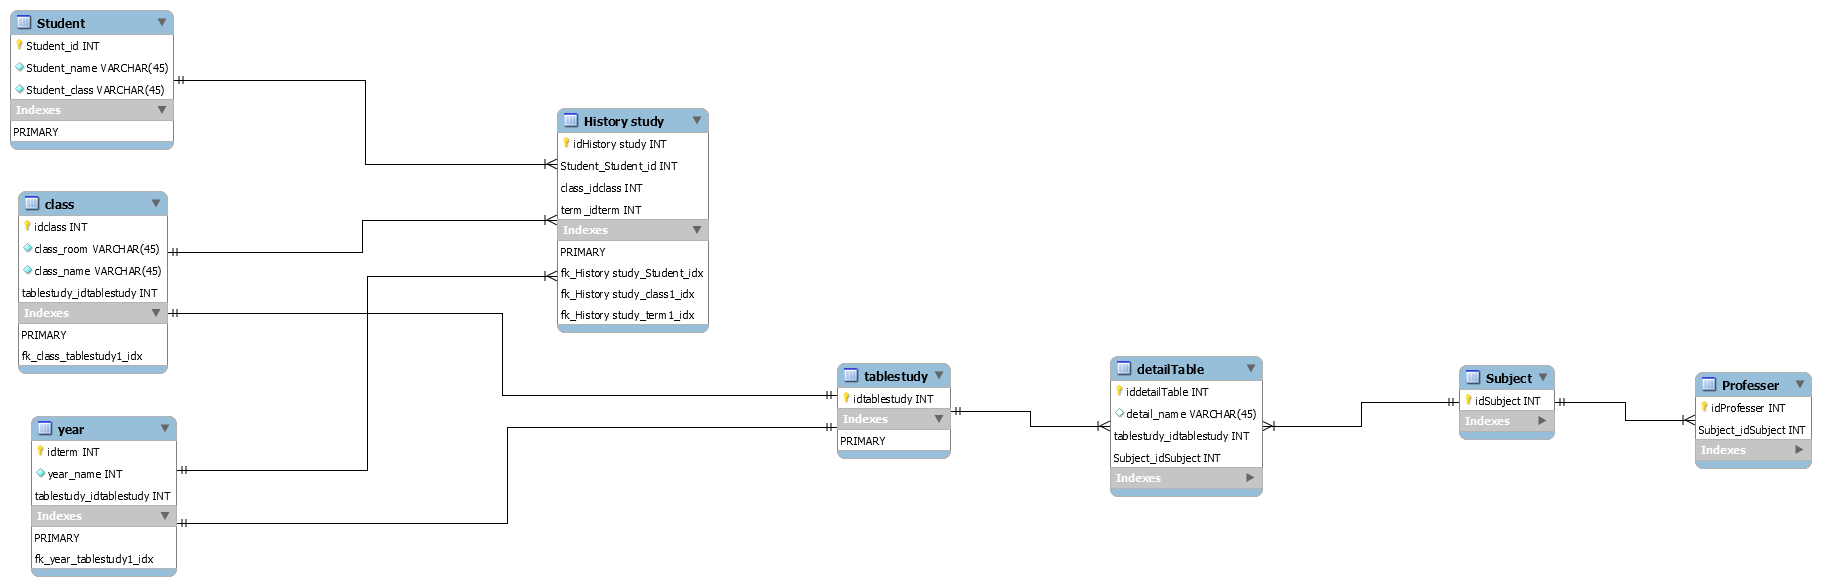 Student
Student_id INT
Student_name VARCHAR(45)
Student_class VARCHAR(45)
Indexes
PRIMARY
class
idclass INT
class_room VARCHAR(45)
class_name VARCHAR(45)
tablestudy_idtablestudy INT
Indexes
PRIMARY
fk_class_tablestudy1_idx
year
idterm INT
year_name INT
tablestudy_idtablestudy INT
Indexes
PRIMARY
fk_year_tablestudy1_idx
History study
idHistory study INT
Student_Student_id INT
class_idclass INT
term_idterm INT
Indexes
PRIMARY
fk_History study_Student_idx
fk_History study_class1_idx
fk_History study_term1_idx
tablestudy
idtablestudy INT
Indexes
PRIMARY
detailTable
iddetailTable INT
detail_name VARCHAR(45)
tablestudy_idtablestudy INT
Subject_idSubject INT
Indexes
Subject
idSubject INT
Indexes
Professer
idProfesser INT
Subject_idSubject INT
Indexes